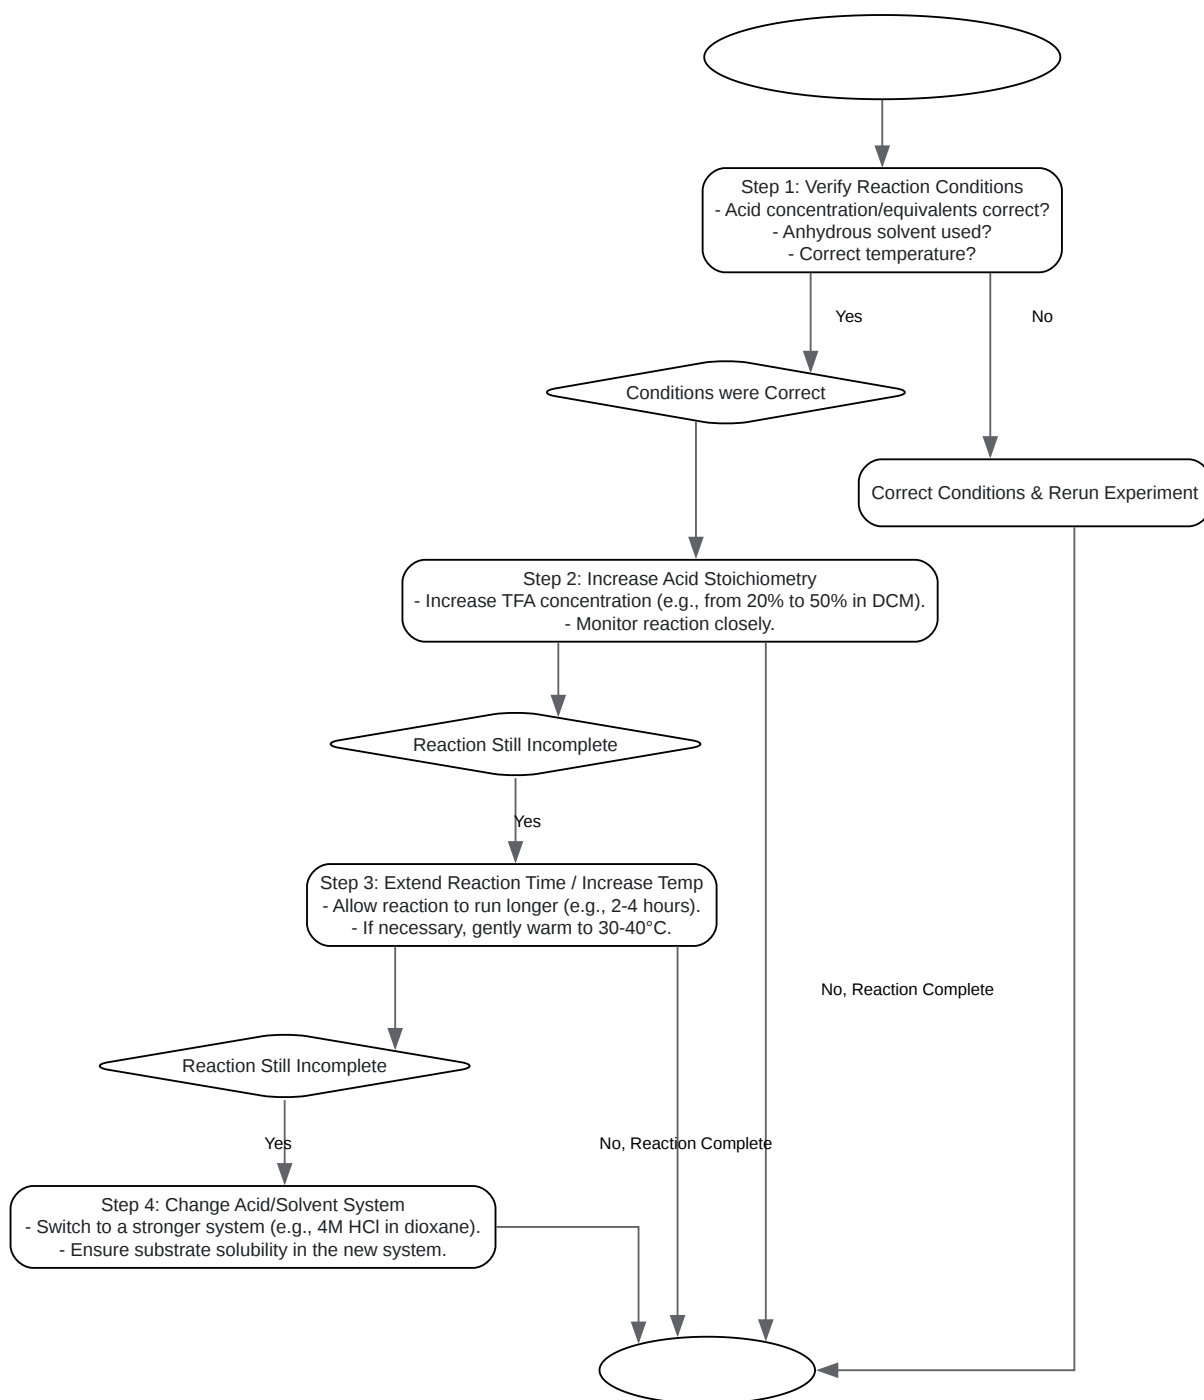 Step 1: Verify Reaction Conditions
- Acid concentration/equivalents correct?
- Anhydrous solvent used?
- Correct temperature?
Yes
No
Conditions were Correct
Correct Conditions & Rerun Experiment
Step 2: Increase Acid Stoichiometry
- Increase TFA concentration (e.g., from 20% to 50% in DCM).
- Monitor reaction closely.
Reaction Still Incomplete
Yes
Step 3: Extend Reaction Time / Increase Temp
- Allow reaction to run longer (e.g., 2-4 hours).
- If necessary, gently warm to 30-40°C.
No, Reaction Complete
Reaction Still Incomplete
Yes
No, Reaction Complete
Step 4: Change Acid/Solvent System
- Switch to a stronger system (e.g., 4M HCl in dioxane).
- Ensure substrate solubility in the new system.